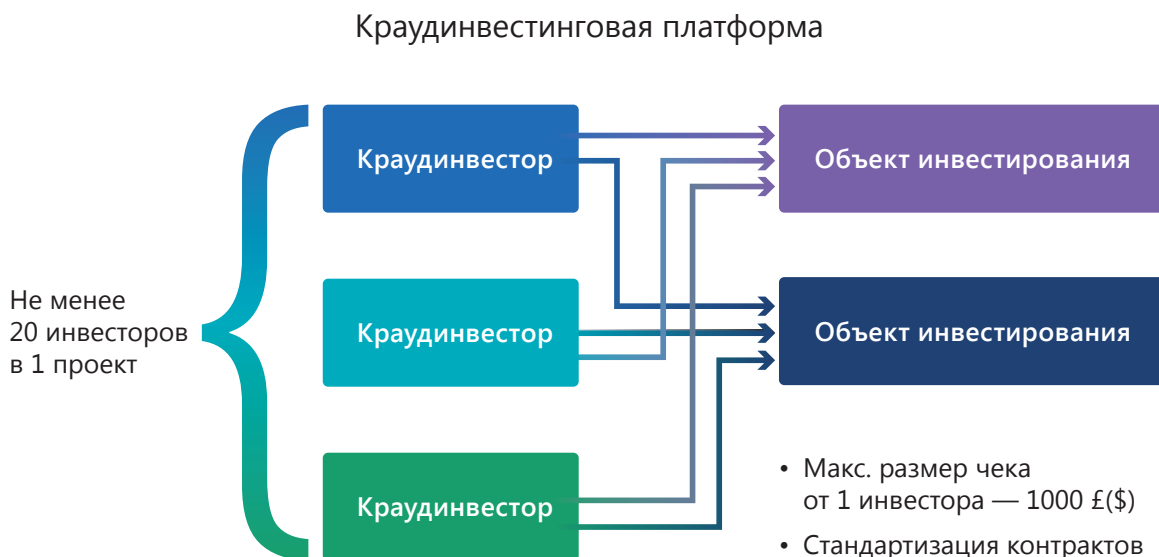 Краудинвестинговая платформа
Краудинвестор
Объект инвестирования
Не менее
20 инвесторов
в 1 проект
Краудинвестор
Объект инвестирования
Краудинвестор
• Макс. размер чека
от 1 инвестора — 1000 £($)
• Стандартизация контрактов